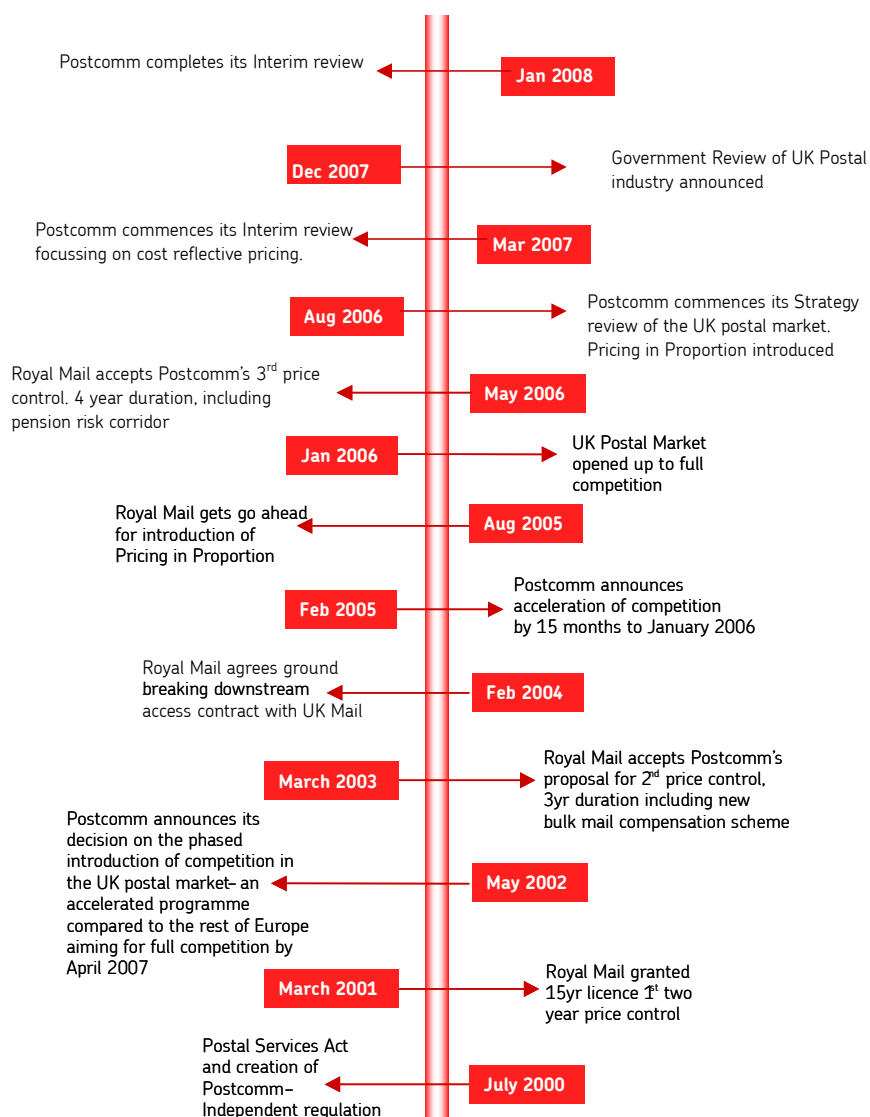 Postcomm completes its Interim review
Jan 2008
Dec 2007
Government Review of UK Postal
industry announced
Postcomm commences its Interim review
focussing on cost reflective pricing.
Mar 2007
Aug 2006
Postcomm commences its Strategy
review of the UK postal market.
Pricing in Proportion introduced
Royal Mail accepts Postcomm's 3rd price
control. 4 year duration, including
pension risk corridor
May 2006
Jan 2006
UK Postal Market
opened up to full
competition
Royal Mail gets go ahead
for introduction of
Pricing in Proportion
Aug 2005
Feb 2005
Postcomm announces
acceleration of competition
by 15 months to January 2006
Royal Mail agrees ground
breaking downstream
access contract with UK Mail
Feb 2004
March 2003
Royal Mail accepts Postcomm's
proposal for 2nd price control,
3yr duration including new
bulk mail compensation scheme
Postcomm announces its
decision on the phased
introduction of competition in
the UK postal market– an
accelerated programme
compared to the rest of Europe
aiming for full competition by
April 2007
May 2002
March 2001
Royal Mail granted
15yr licence 1st two
year price control
Postal Services Act
and creation of
Postcomm–
Independent regulation
July 2000